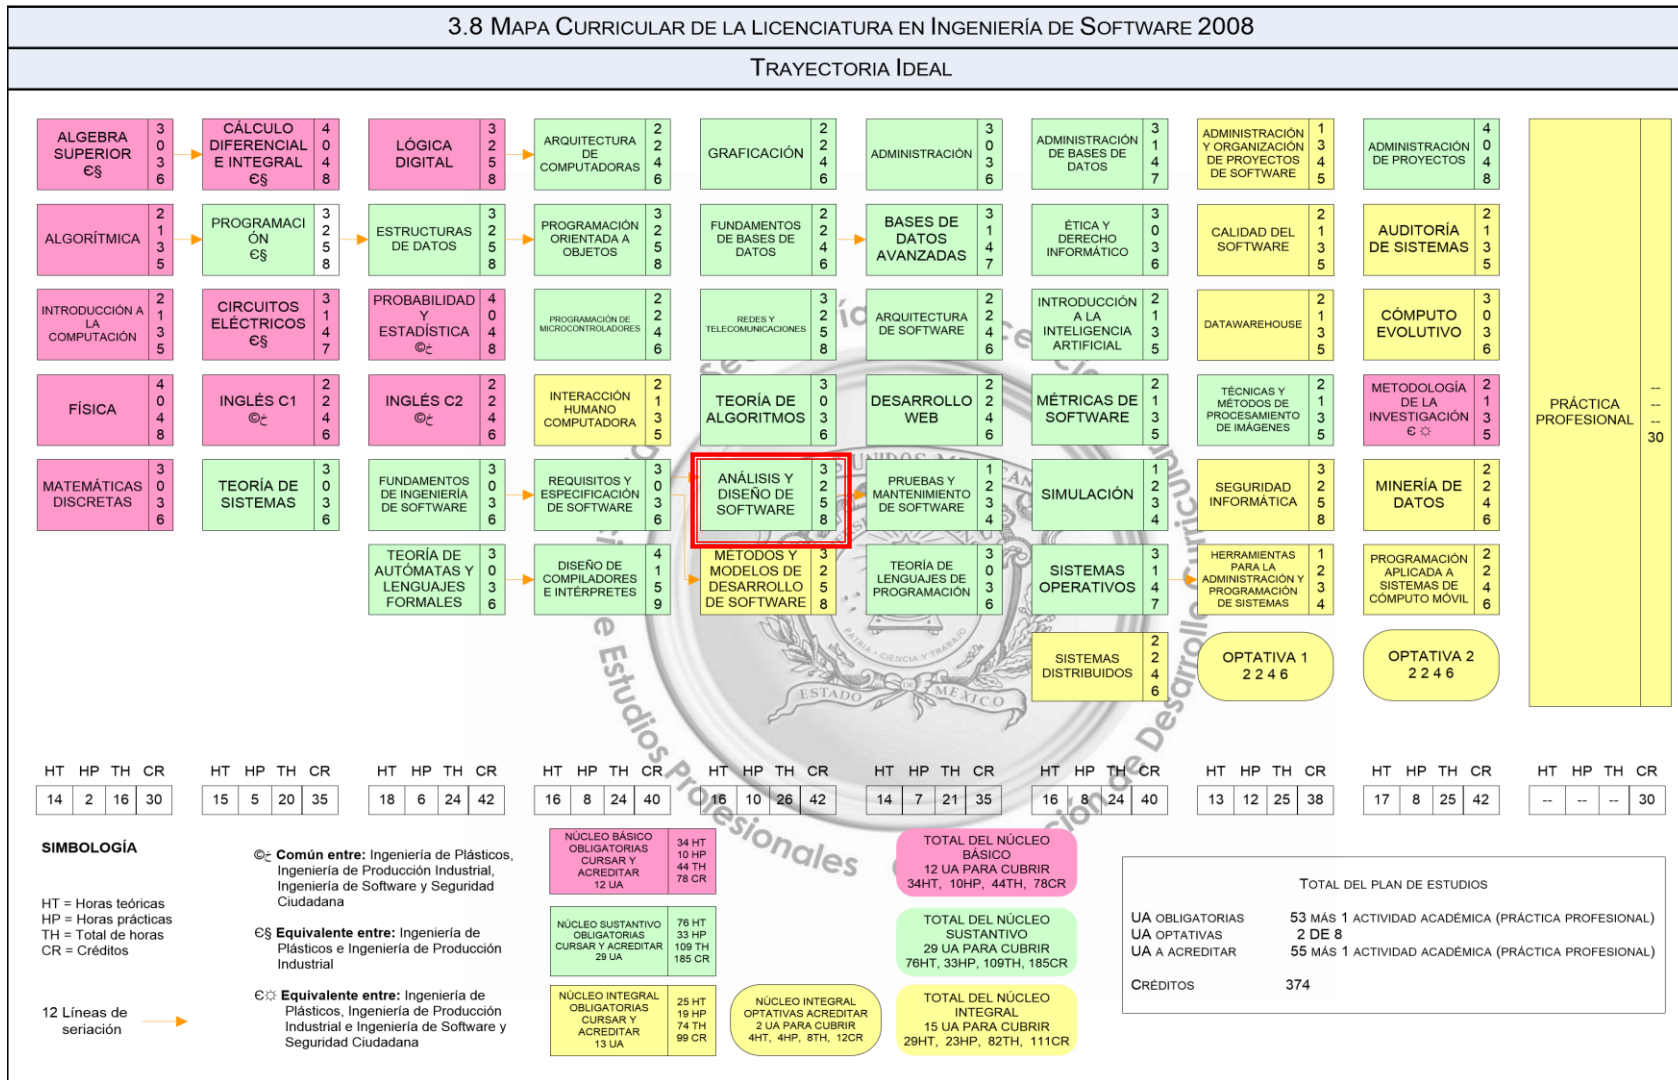 3.8 MAPA CURRICULAR DE LA LICENCIATURA EN INGENIERÍA DE SOFTWARE 2008
TRAYECTORIA IDEAL
ALGEBRA
SUPERIOR
Є§
3
0
3
6
CÁLCULO
DIFERENCIAL
E INTEGRAL
Є§
4
0
4
8
LÓGICA
DIGITAL
3
2
5
8
ARQUITECTURA
DE
COMPUTADORAS
2
2
4
6
GRAFICACIÓN
2
2
4
6
ADMINISTRACIÓN
3
0
3
6
ADMINISTRACIÓN
DE BASES DE
DATOS
3
1
4
7
ADMINISTRACIÓN
Y ORGANIZACIÓN
DE PROYECTOS
DE SOFTWARE
1
3
4
5
ADMINISTRACIÓN
DE PROYECTOS
4
0
4
8
PRÁCTICA
PROFESIONAL
--
--
--
30
ALGORÍTMICA
2
1
3
5
PROGRAMACI
ÓN
Є§
3
2
5
8
ESTRUCTURAS
DE DATOS
3
2
5
8
PROGRAMACIÓN
ORIENTADA A
OBJETOS
3
2
5
8
FUNDAMENTOS
DE BASES DE
DATOS
2
2
4
6
BASES DE
DATOS
AVANZADAS
3
1
4
7
ÉTICA Y
DERECHO
INFORMÁTICO
3
0
3
6
CALIDAD DEL
SOFTWARE
2
1
3
5
AUDITORÍA
DE SISTEMAS
2
1
3
5
INTRODUCCIÓN A
LA
COMPUTACIÓN
2
1
3
5
CIRCUITOS
ELÉCTRICOS
Є§
3
1
4
7
PROBABILIDAD
Y
ESTADÍSTICA
©خ
4
0
4
8
PROGRAMACIÓN DE
MICROCONTROLADORES
2
2
4
6
REDES Y
TELECOMUNICACIONES
3
2
5
8
ARQUITECTURA
DE SOFTWARE
2
2
4
6
INTRODUCCIÓN
A LA
INTELIGENCIA
ARTIFICIAL
2
1
3
5
DATAWAREHOUSE
2
1
3
5
CÓMPUTO
EVOLUTIVO
3
0
3
6
FÍSICA
4
0
4
8
INGLÉS C1
©خ
2
2
4
6
INGLÉS C2
©خ
2
2
4
6
INTERACCIÓN
HUMANO
COMPUTADORA
2
1
3
5
TEORÍA DE
ALGORITMOS
3
0
3
6
DESARROLLO
WEB
2
2
4
6
MÉTRICAS DE
SOFTWARE
2
1
3
5
TÉCNICAS Y
MÉTODOS DE
PROCESAMIENTO
DE IMÁGENES
2
1
3
5
METODOLOGÍA
DE LA
INVESTIGACIÓN
Є☼
2
1
3
5
MATEMÁTICAS
DISCRETAS
3
0
3
6
TEORÍA DE
SISTEMAS
3
0
3
6
FUNDAMENTOS
DE INGENIERÍA
DE SOFTWARE
3
0
3
6
REQUISITOS Y
ESPECIFICACIÓN
DE SOFTWARE
3
0
3
6
ANÁLISIS Y
DISEÑO DE
SOFTWARE
3
2
5
8
PRUEBAS Y
MANTENIMIENTO
DE SOFTWARE
1
2
3
4
SIMULACIÓN
1
2
3
4
SEGURIDAD
INFORMÁTICA
3
2
5
8
MINERÍA DE
DATOS
2
2
4
6
TEORÍA DE
AUTÓMATAS Y
LENGUAJES
FORMALES
3
0
3
6
DISEÑO DE
COMPILADORES
E INTÉRPRETES
4
1
5
9
MÉTODOS Y
MODELOS DE
DESARROLLO
DE SOFTWARE
3
2
5
8
TEORÍA DE
LENGUAJES DE
PROGRAMACIÓN
3
0
3
6
SISTEMAS
OPERATIVOS
3
1
4
7
HERRAMIENTAS
PARA LA
ADMINISTRACIÓN Y
PROGRAMACIÓN
DE SISTEMAS
1
2
3
4
PROGRAMACIÓN
APLICADA A
SISTEMAS DE
CÓMPUTO MÓVIL
2
2
4
6
SISTEMAS
DISTRIBUIDOS
2
2
4
6
OPTATIVA 1
2 2 4 6
OPTATIVA 2
2 2 4 6
PATRIA CIENCIA Y TRABAJO
ESTADO DE MEXICO
HT HP TH CR HT HP TH CR HT HP TH CR HT HP TH CR HT HP TH CR HT HP TH CR HT HP TH CR HT HP TH CR HT HP TH CR HT HP TH CR
14 2 16 30 15 5 20 35 18 6 24 42 16 8 24 40 16 10 26 42 14 7 21 35 16 8 24 40 13 12 25 38 17 8 25 42 -- -- -- 30
SIMBOLOGÍA
HT = Horas teóricas
HP = Horas prácticas
TH = Total de horas
CR = Créditos
12 Líneas de
seriación
©خ Común entre: Ingeniería de Plásticos,
Ingeniería de Producción Industrial,
Ingeniería de Software y Seguridad
Ciudadana
Є§ Equivalente entre: Ingeniería de
Plásticos e Ingeniería de Producción
Industrial
Є☼ Equivalente entre: Ingeniería de
Plásticos, Ingeniería de Producción
Industrial e Ingeniería de Software y
Seguridad Ciudadana
NÚCLEO BÁSICO
OBLIGATORIAS
CURSAR Y
ACREDITAR
12 UA
34 HT
10 HP
44 TH
78 CR
TOTAL DEL NÚCLEO
BÁSICO
12 UA PARA CUBRIR
34HT, 10HP, 44TH, 78CR
NÚCLEO SUSTANTIVO
OBLIGATORIAS
CURSAR Y ACREDITAR
29 UA
76 HT
33 HP
109 TH
185 CR
TOTAL DEL NÚCLEO
SUSTANTIVO
29 UA PARA CUBRIR
76HT, 33HP, 109TH, 185CR
NÚCLEO INTEGRAL
OBLIGATORIAS
CURSAR Y
ACREDITAR
13 UA
25 HT
19 HP
74 TH
99 CR
NÚCLEO INTEGRAL
OPTATIVAS ACREDITAR
2 UA PARA CUBRIR
4HT, 4HP, 8TH, 12CR
TOTAL DEL NÚCLEO
INTEGRAL
15 UA PARA CUBRIR
29HT, 23HP, 82TH, 111CR
TOTAL DEL PLAN DE ESTUDIOS
UA OBLIGATORIAS 53 MÁS 1 ACTIVIDAD ACADÉMICA (PRÁCTICA PROFESIONAL)
UA OPTATIVAS 2 DE 8
UA A ACREDITAR 55 MÁS 1 ACTIVIDAD ACADÉMICA (PRÁCTICA PROFESIONAL)
CRÉDITOS 374